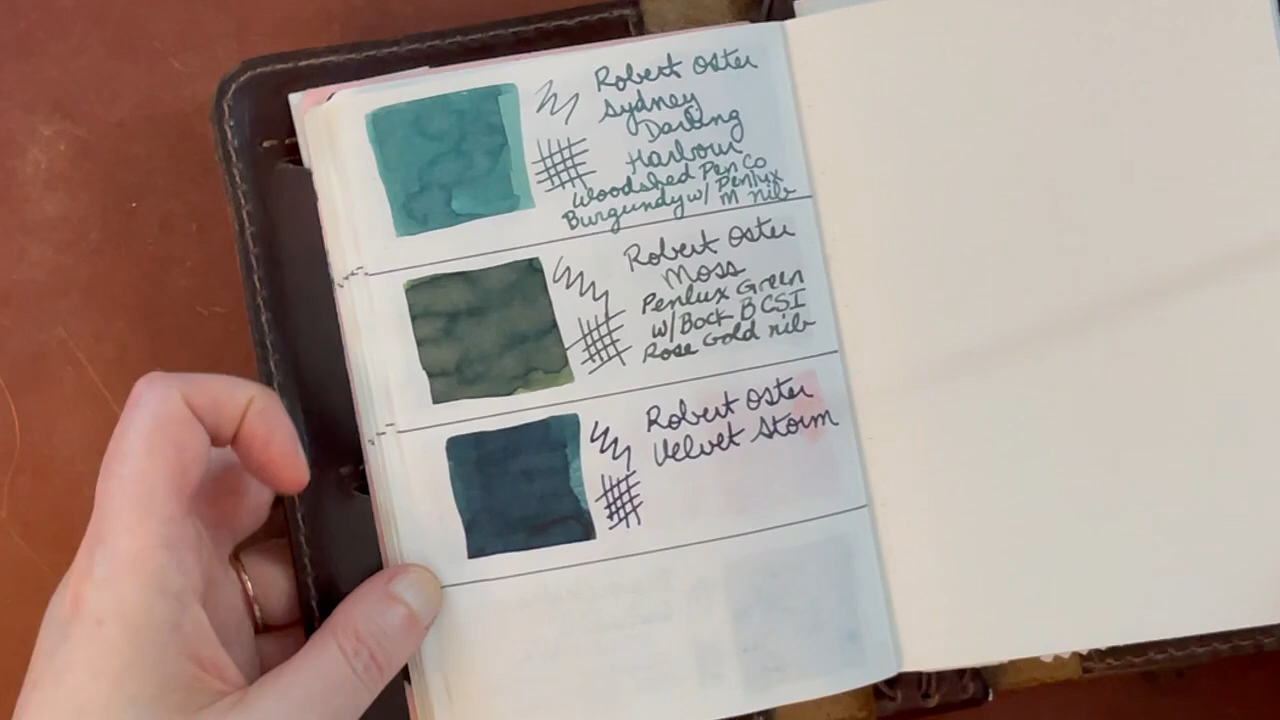 Robert Oster
Sydney
Darling
Harbour
Woodshed Pen Co
Burgundy w/ Penlux
M nib
Robert Oster
Moss
Penlux Green
w/Bock B CSI
Rose Gold nib
Robert Oster
Velvet Storm